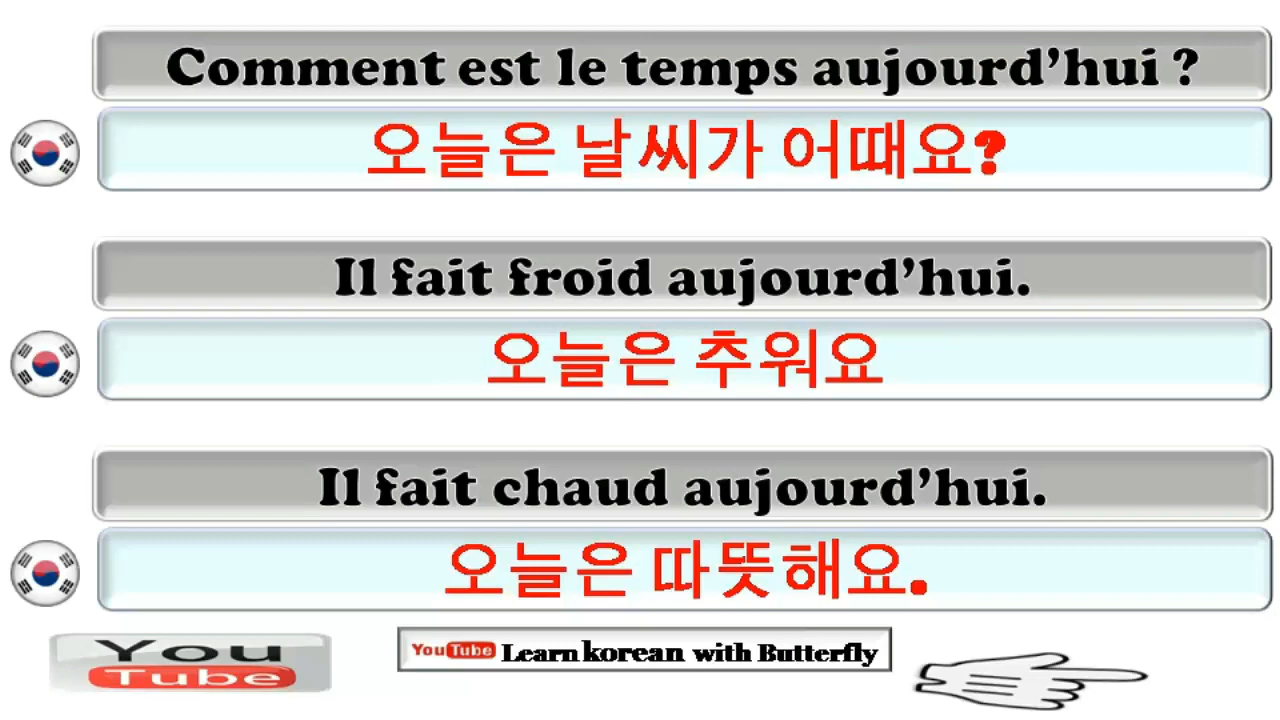 Comment est le temps aujourd’hui ?
오늘은 날씨가 어때요?
Il fait froid aujourd’hui.
오늘은 추워요
Il fait chaud aujourd’hui.
오늘은 따뜻해요.
You Tube
YouTube Learn korean with Butterfly